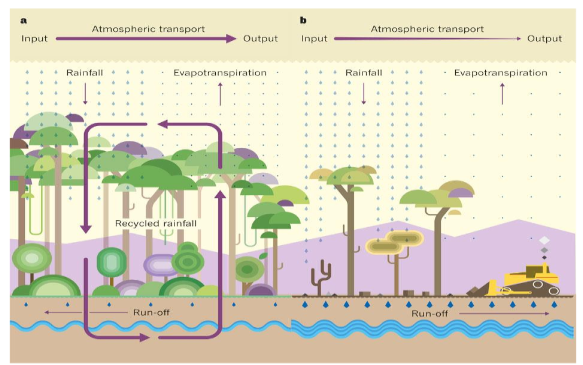 a
Atmospheric transport
Input
Output
Rainfall
Evapotranspiration
Recycled rainfall
Run-off
b
Atmospheric transport
Input
Output
Rainfall
Evapotranspiration
Run-off